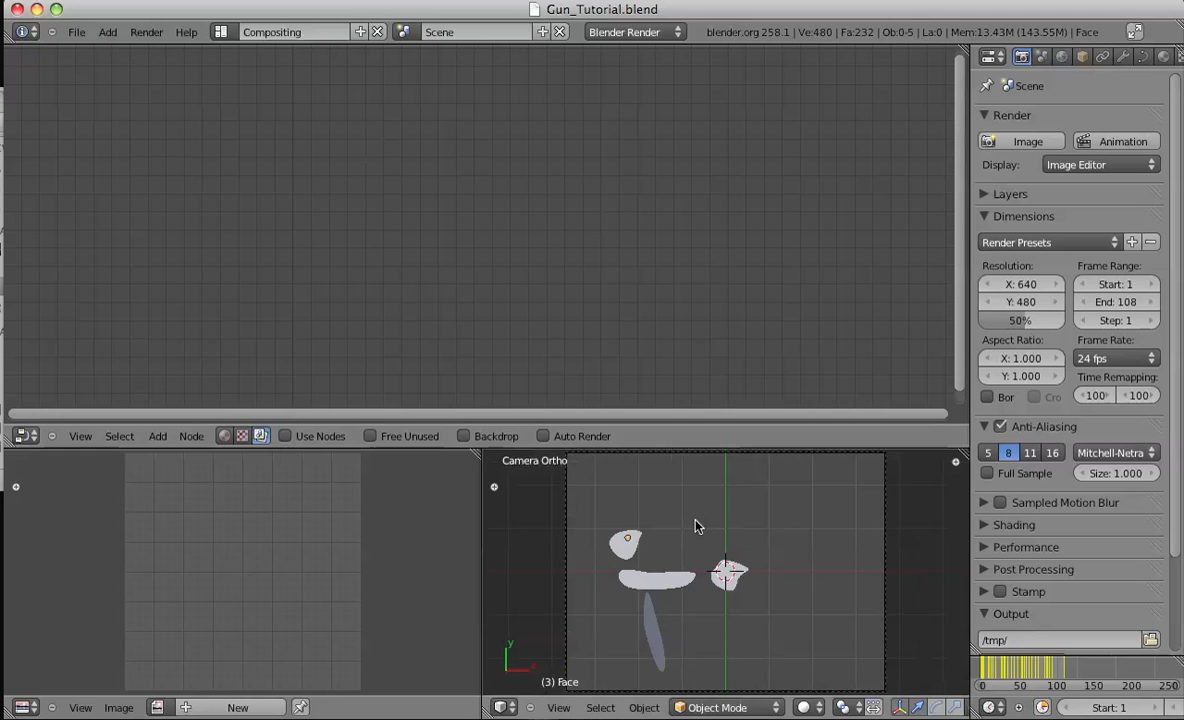 Gun_Tutorial.blend
File Add Render Help Compositing Scene Blender Render blender.org 258.1 | Ve:480 | Fa:232 | Ob:0-5 | La:0 | Mem:13.43M (143.55M) | Face
Scene
Render
Image Animation
Display: Image Editor
Layers
Dimensions
Render Presets
Resolution: Frame Range:
X: 640 Start: 1
Y: 480 End: 108
50% Step: 1
Aspect Ratio: Frame Rate:
X: 1.000 24 fps
Y: 1.000 Time Remapping:
Bor Cro 100 100
Anti-Aliasing
5 8 11 16 Mitchell-Netra
Full Sample Size: 1.000
Sampled Motion Blur
Shading
Performance
Post Processing
Stamp
Output
/tmp/
View Select Add Node Use Nodes Free Unused Backdrop Auto Render
Camera Ortho
y
(3) Face
0 50 100 150 200 250
View Image New
View Select Object Object Mode
Start: 1